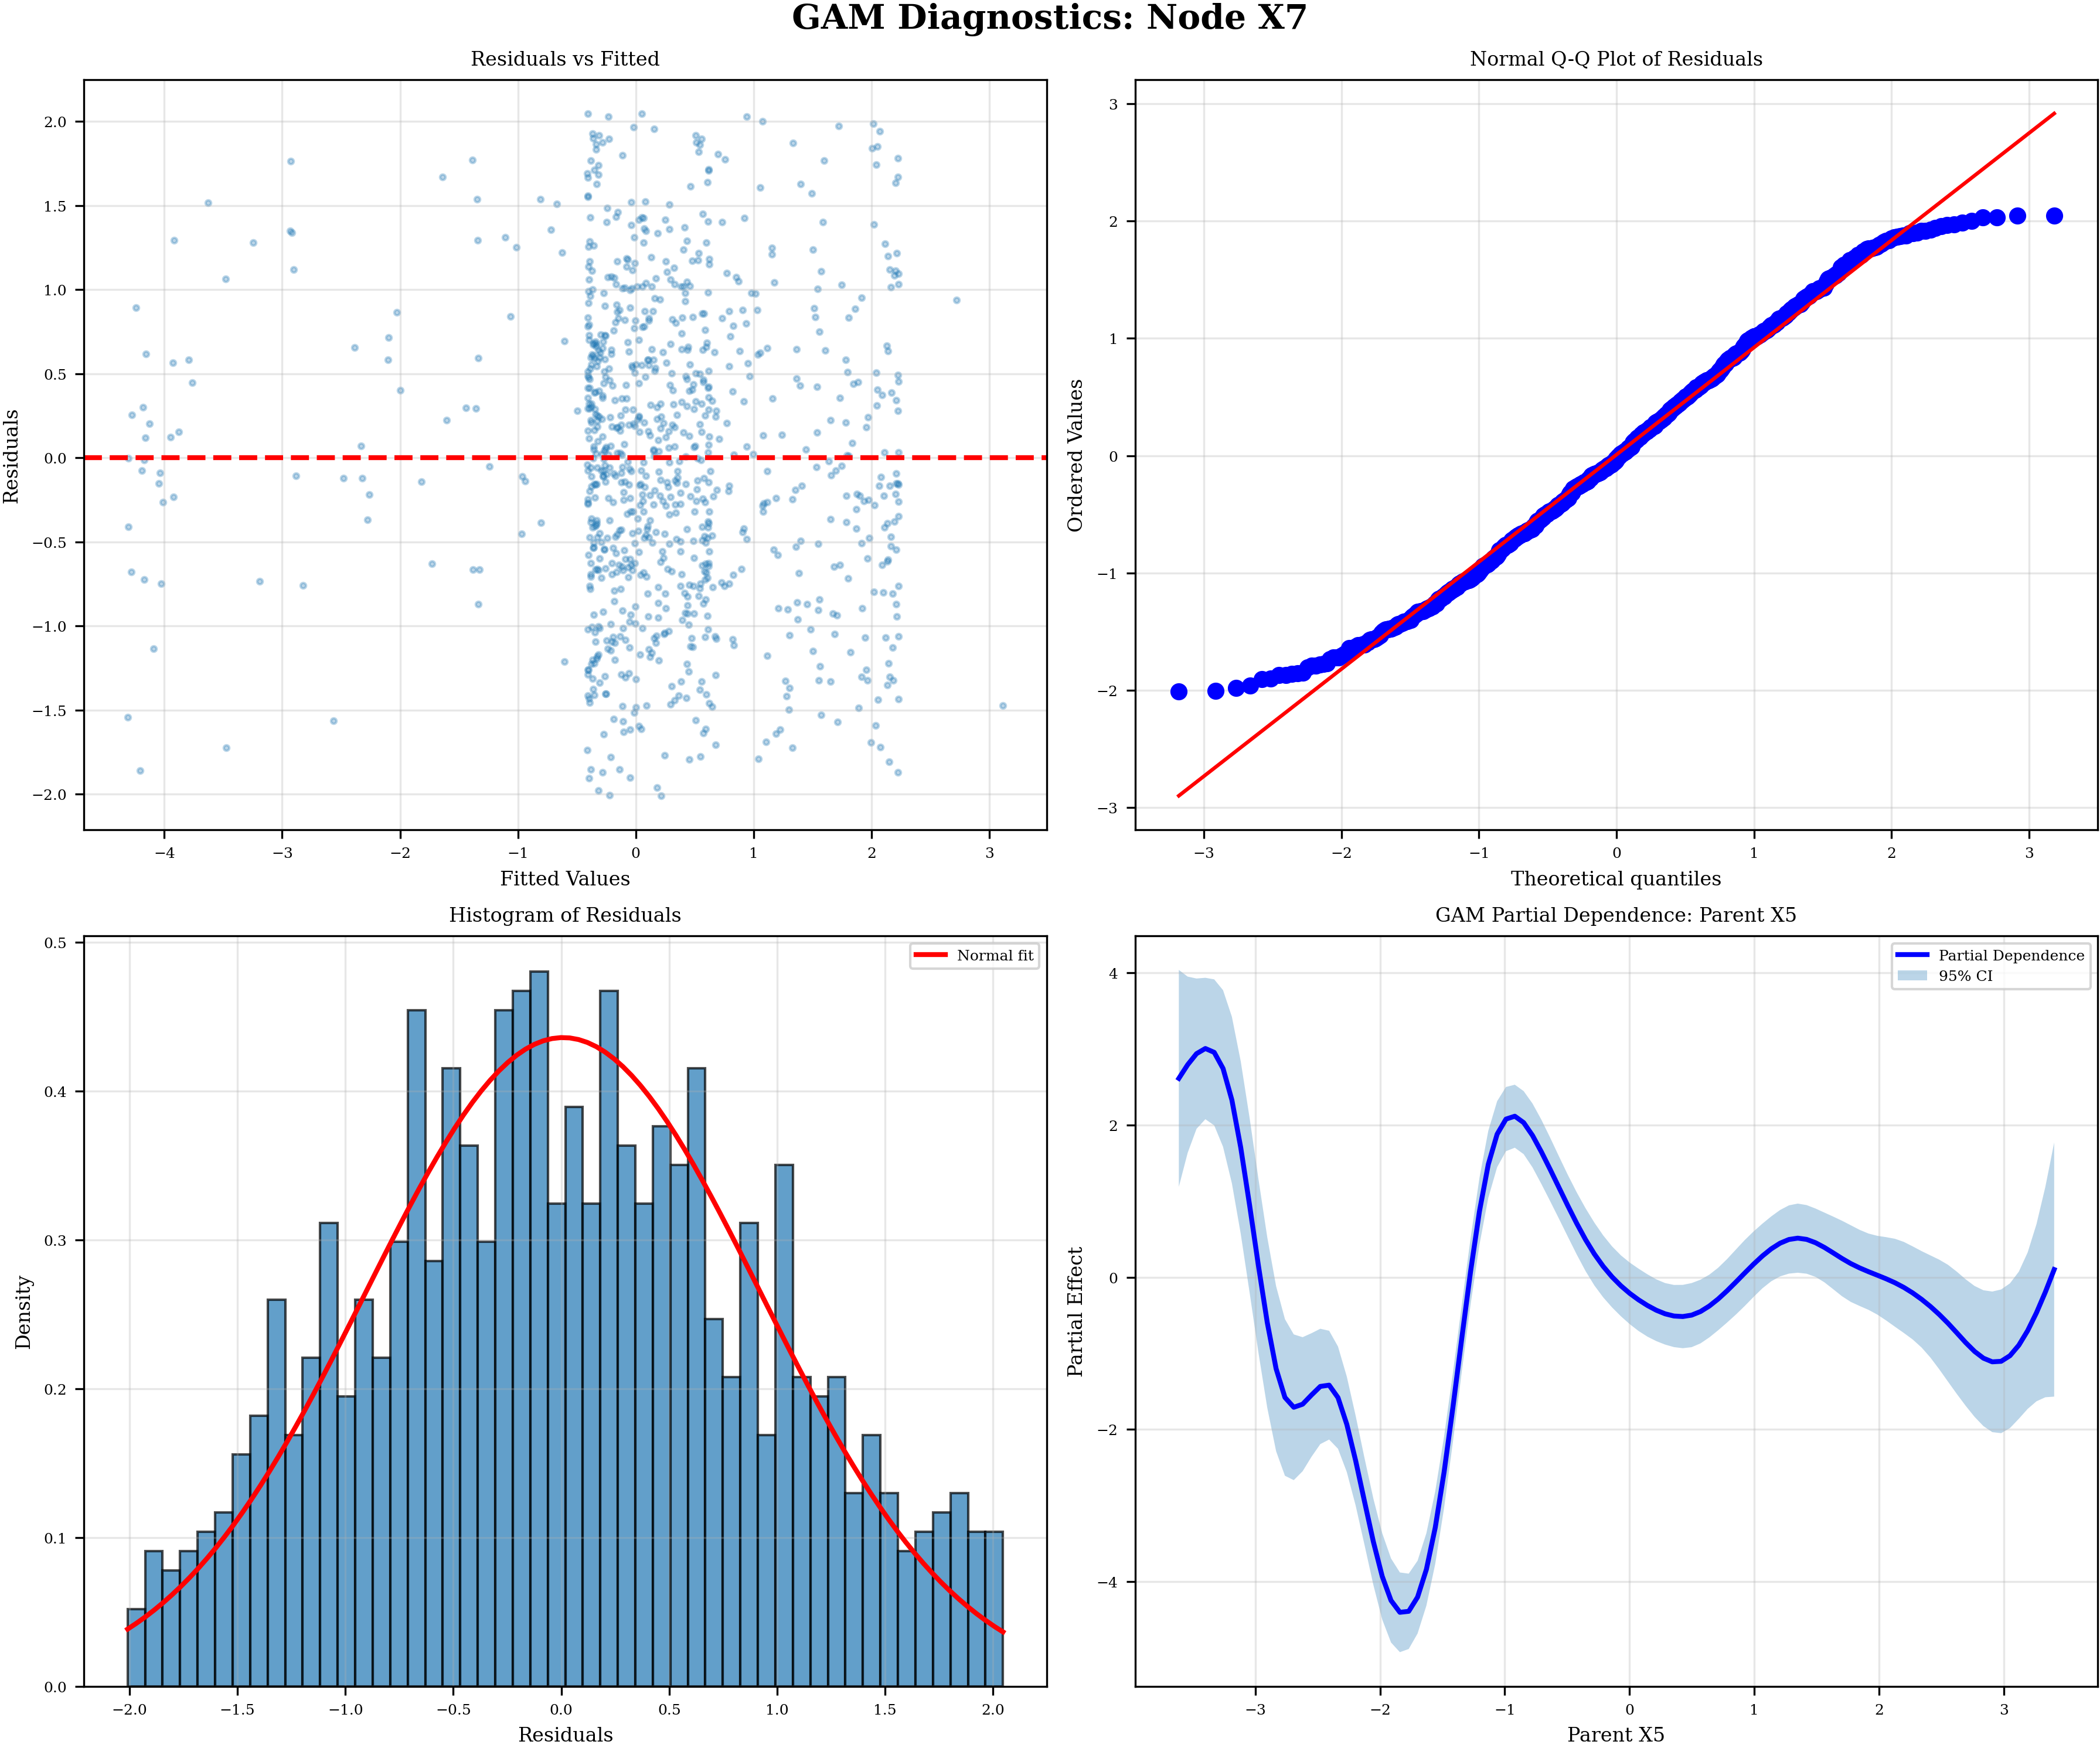 GAM Diagnostics: Node X7
Residuals vs Fitted
2.0
1.5
1.0
0.5
0.0
−0.5
−1.0
−1.5
−2.0
Residuals
−4 −3 −2 −1 0 1 2 3
Fitted Values
Normal Q-Q Plot of Residuals
3
2
1
0
−1
−2
−3
Ordered Values
−3 −2 −1 0 1 2 3
Theoretical quantiles
Histogram of Residuals
Normal fit
0.5
0.4
0.3
0.2
0.1
0.0
Density
−2.0 −1.5 −1.0 −0.5 0.0 0.5 1.0 1.5 2.0
Residuals
GAM Partial Dependence: Parent X5
Partial Dependence
95% CI
4
2
0
−2
−4
Partial Effect
−3 −2 −1 0 1 2 3
Parent X5